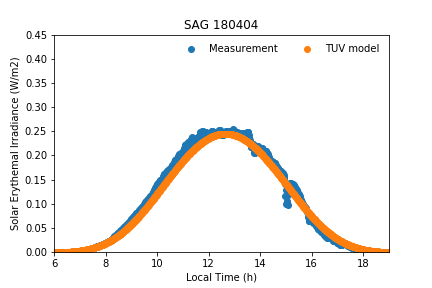 SAG 180404
Measurement TUV model
Solar Erythemal Irradiance (W/m2)
0.45
0.40
0.35
0.30
0.25
0.20
0.15
0.10
0.05
0.00
6 8 10 12 14 16 18
Local Time (h)